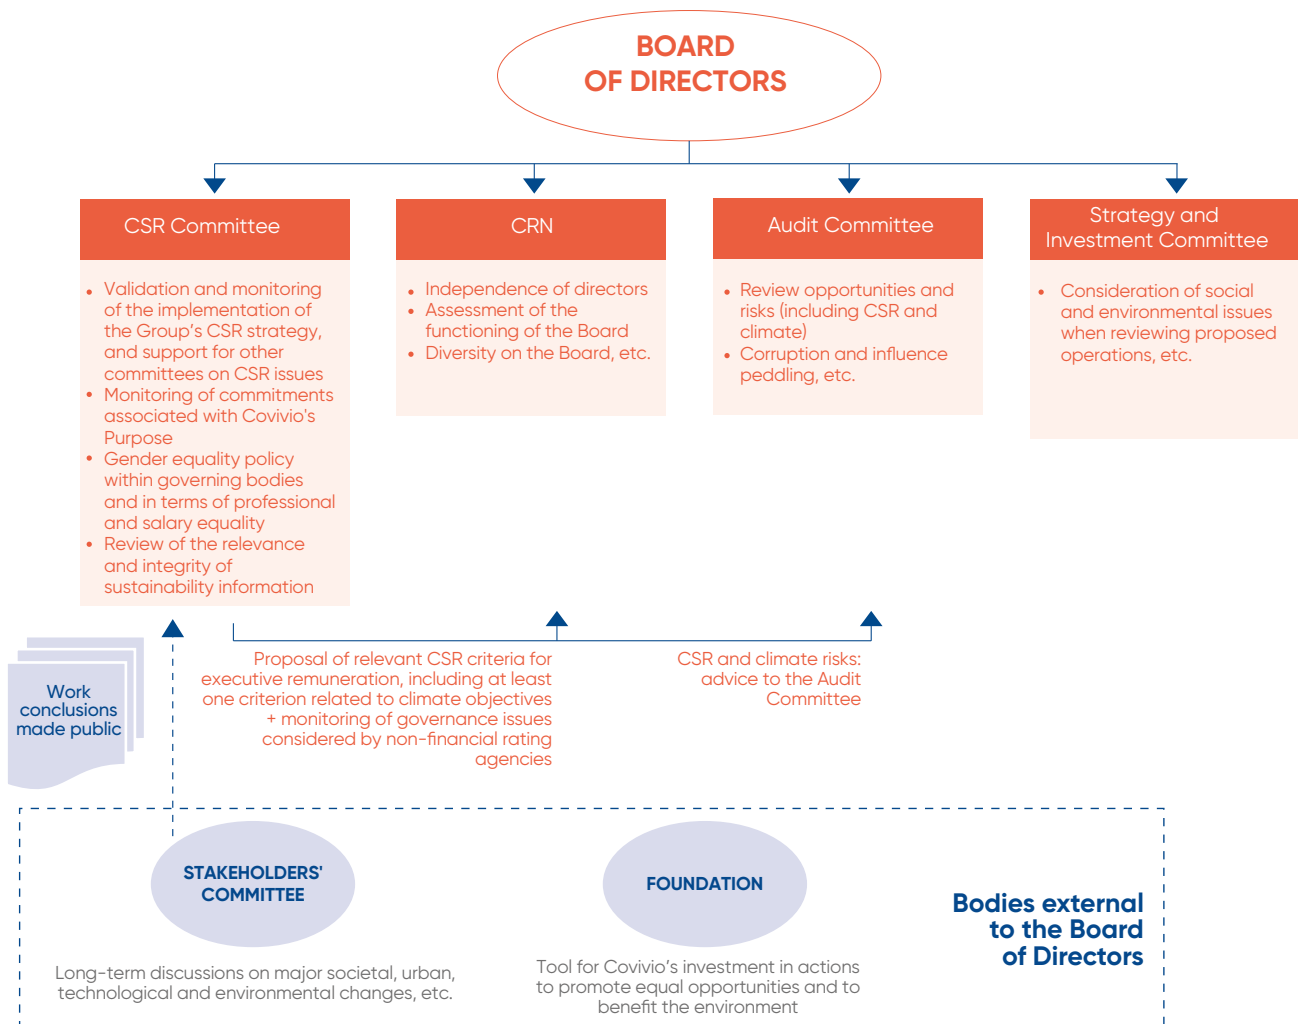 BOARD
OF DIRECTORS
CSR Committee
• Validation and monitoring
of the implementation of
the Group's CSR strategy,
and support for other
committees on CSR issues
• Monitoring of commitments
associated with Covivio's
Purpose
• Gender equality policy
within governing bodies
and in terms of professional
and salary equality
• Review of the relevance
and integrity of
sustainability information
CRN
• Independence of directors
• Assessment of the
functioning of the Board
• Diversity on the Board, etc.
Audit Committee
• Review opportunities and
risks (including CSR and
climate)
• Corruption and influence
peddling, etc.
Strategy and
Investment Committee
• Consideration of social
and environmental issues
when reviewing proposed
operations, etc.
Work
conclusions
made public
Proposal of relevant CSR criteria for
executive remuneration, including at least
one criterion related to climate objectives
+ monitoring of governance issues
considered by non-financial rating
agencies
CSR and climate risks:
advice to the Audit
Committee
STAKEHOLDERS'
COMMITTEE
Long-term discussions on major societal, urban,
technological and environmental changes, etc.
FOUNDATION
Tool for Covivio's investment in actions
to promote equal opportunities and to
benefit the environment
Bodies external
to the Board
of Directors